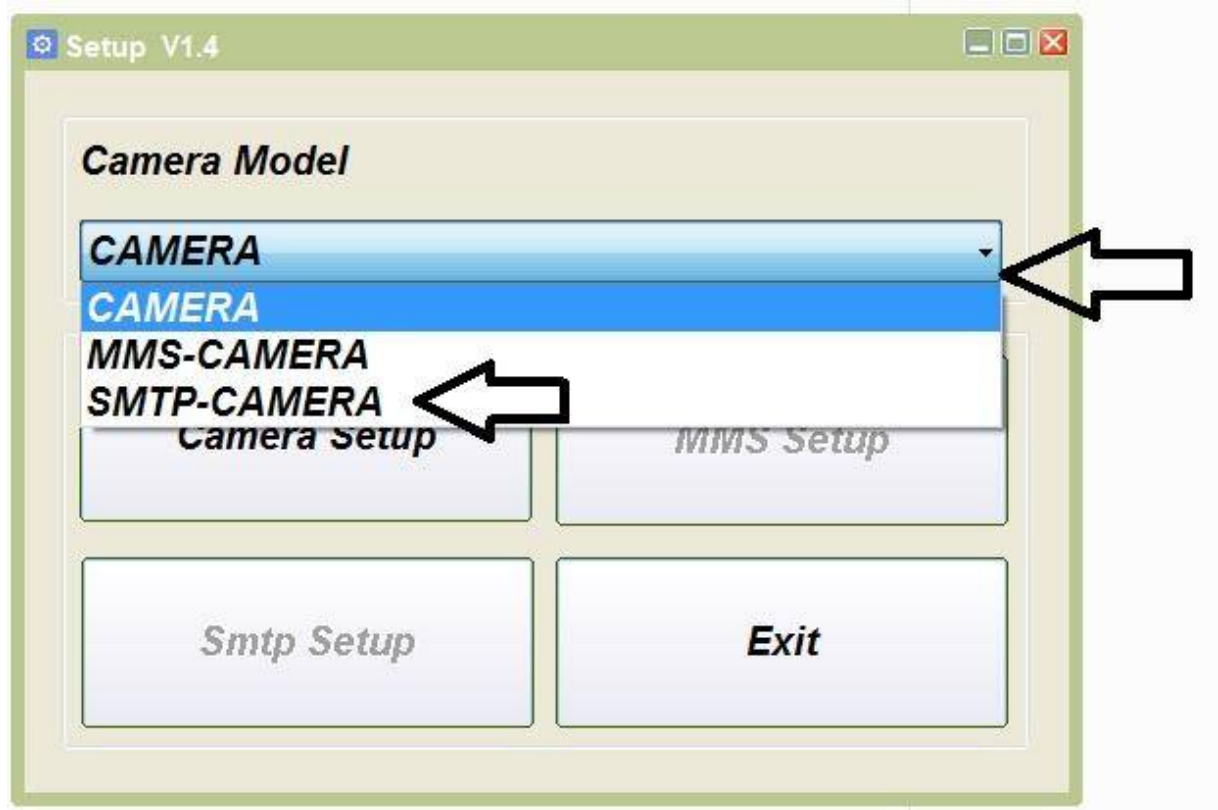 Setup V1.4
Camera Model
CAMERA
CAMERA
MMS-CAMERA
SMTP-CAMERA
Camera Setup
MMS Setup
Smtp Setup
Exit